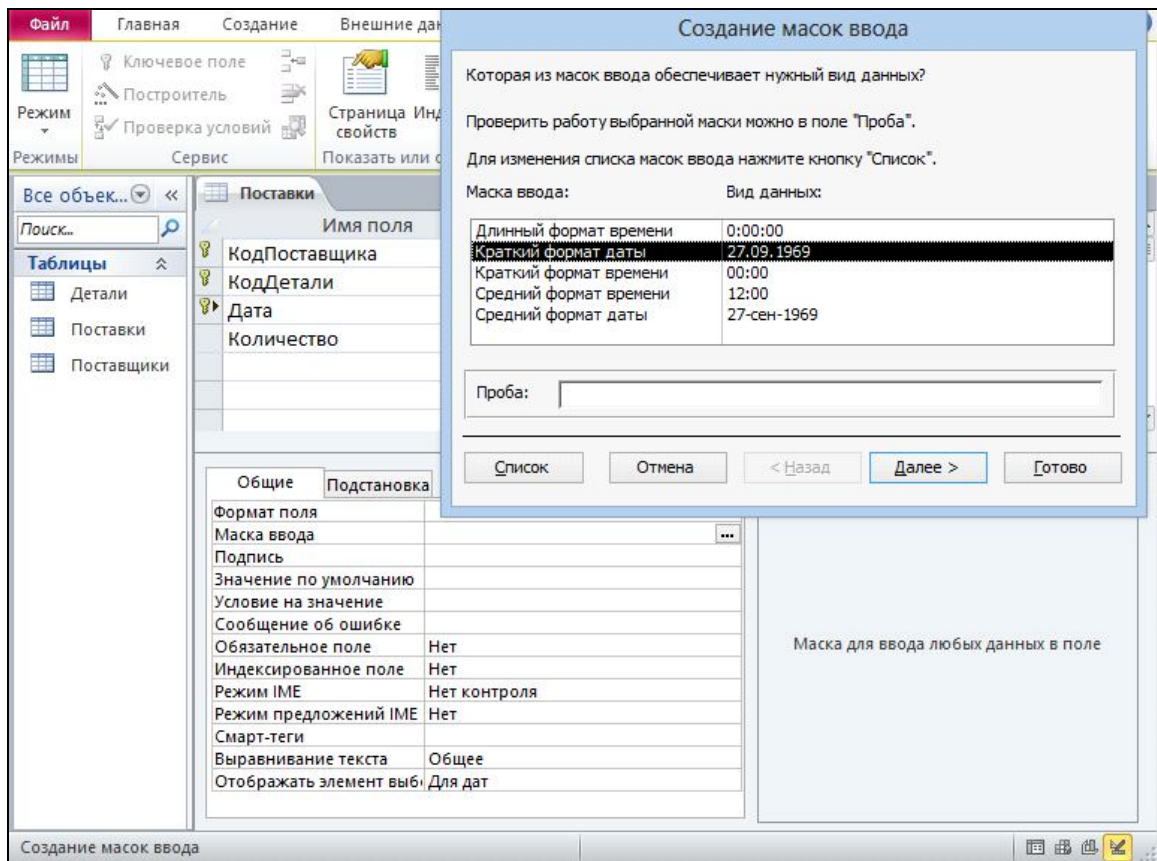 Файл Главная Создание Внешние дан
Ключевое поле
Построитель
Проверка условий
Режим
Страница свойств
Инд
Режимы Сервис Показать или с
Все объек... «
Поиск...
Таблицы
Детали
Поставки
Поставщики
Поставки
Имя поля
КодПоставщика
КодДетали
Дата
Количество
Создание масок ввода
Которая из масок ввода обеспечивает нужный вид данных?
Проверить работу выбранной маски можно в поле "Проба".
Для изменения списка масок ввода нажмите кнопку "Список".
Маска ввода: Вид данных:
Длинный формат времени 0:00:00
Краткий формат даты 27.09.1969
Краткий формат времени 00:00
Средний формат времени 12:00
Средний формат даты 27-сен-1969
Проба:
Список Отмена < Назад Далее > Готово
Общие Подстановка
Формат поля
Маска ввода ...
Подпись
Значение по умолчанию
Условие на значение
Сообщение об ошибке
Обязательное поле Нет
Индексированное поле Нет
Режим IME Нет контроля
Режим предложений IME Нет
Смарт-теги
Выравнивание текста Общее
Отображать элемент выб Для дат
Маска для ввода любых данных в поле
Создание масок ввода